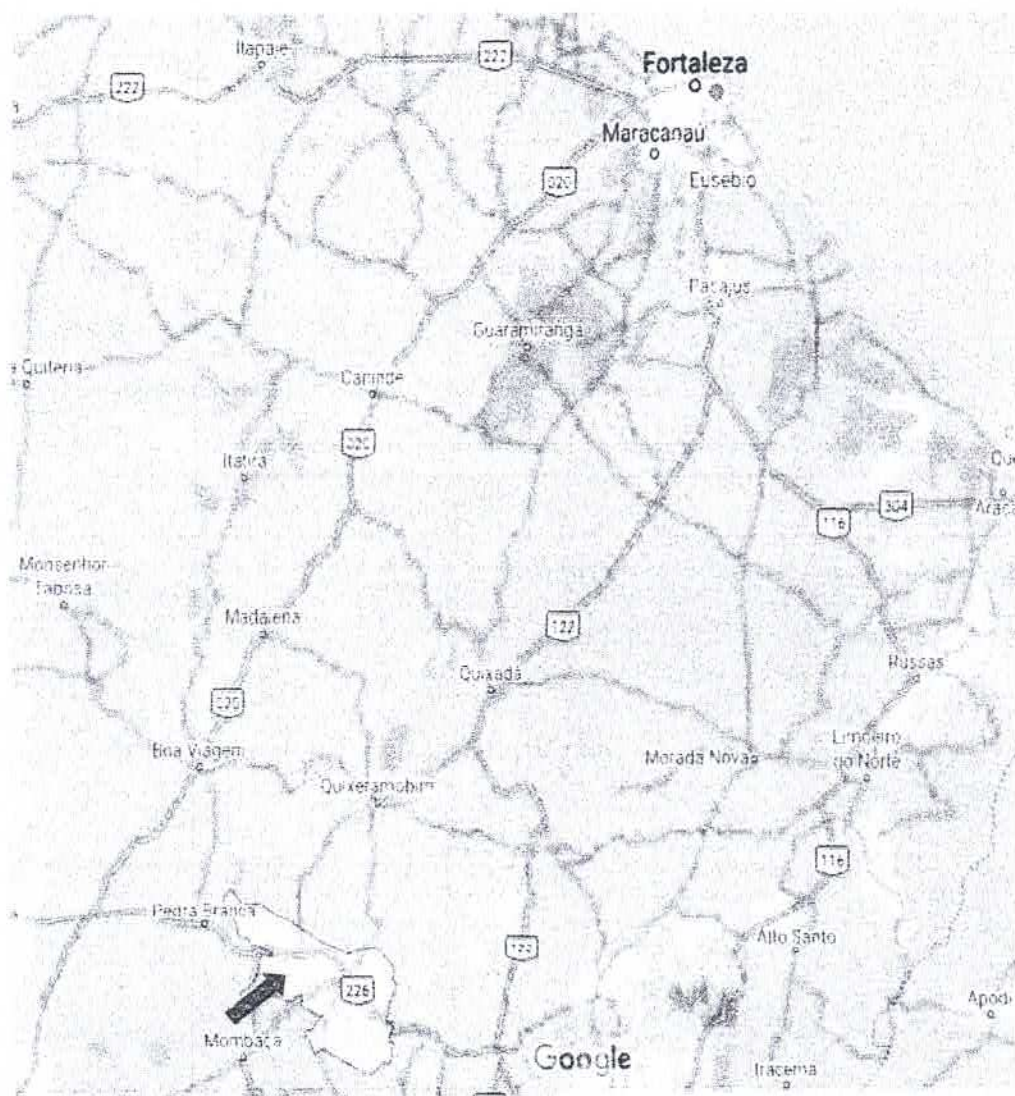 Itapajé
222
222
Fortaleza
Maracanaú
020
Eusébio
Pacajus
Guaramiranga
a Quitéria
Canindé
020
Itatira
304
116
Araca
Monsenhor
Tabosa
Madalena
122
Russas
Quixadá
020
Boa Viagem
Limoeiro
do Norte
Morada Nova
Quixeramobim
116
Pedra Branca
122
Alto Santo
226
Apodi
Mombaça
Google
Iracema